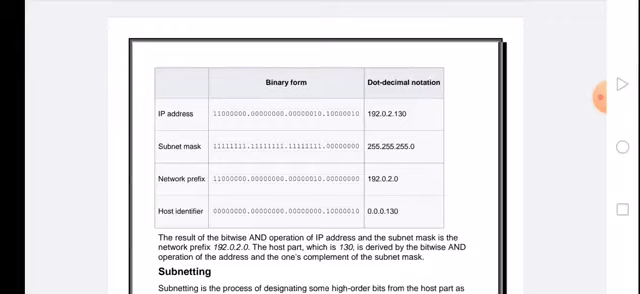 Binary form Dot-decimal notation
IP address 11000000.00000000.00000010.10000010 192.0.2.130
Subnet mask 11111111.11111111.11111111.00000000 255.255.255.0
Network prefix 11000000.00000000.00000010.00000000 192.0.2.0
Host identifier 00000000.00000000.00000000.10000010 0.0.0.130
The result of the bitwise AND operation of IP address and the subnet mask is the
network prefix 192.0.2.0. The host part, which is 130, is derived by the bitwise AND
operation of the address and the one's complement of the subnet mask.
Subnetting
Subnetting is the process of designating some high-order bits from the host part as